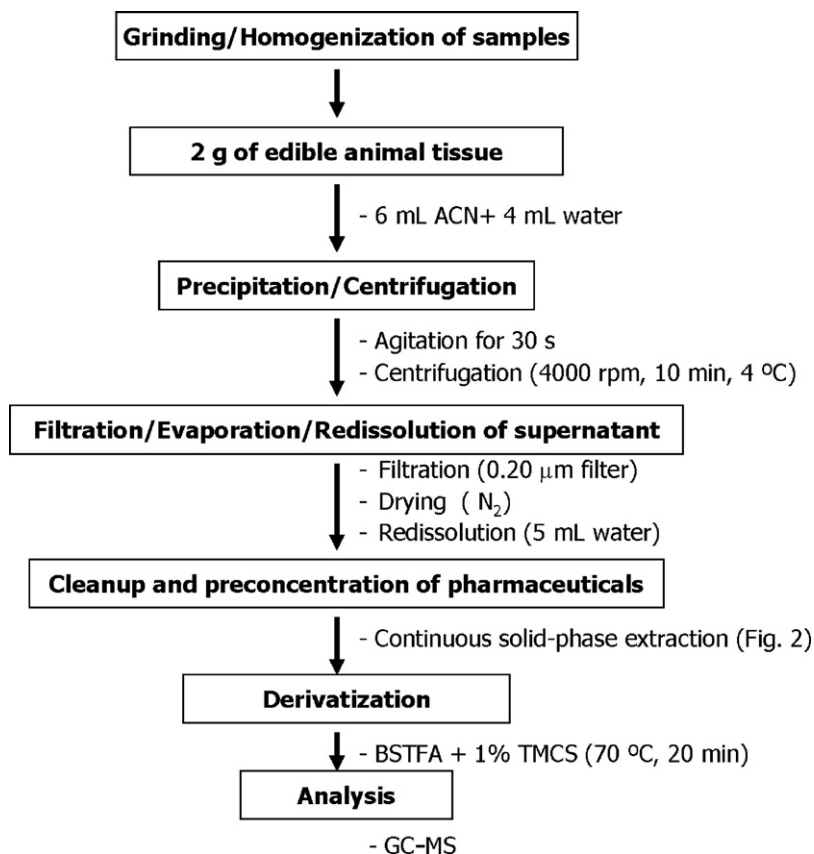 Grinding/Homogenization of samples
2 g of edible animal tissue
- 6 mL ACN+ 4 mL water
Precipitation/Centrifugation
- Agitation for 30 s
- Centrifugation (4000 rpm, 10 min, 4 ºC)
Filtration/Evaporation/Redissolution of supernatant
- Filtration (0.20 μm filter)
- Drying ( N₂)
- Redissolution (5 mL water)
Cleanup and preconcentration of pharmaceuticals
- Continuous solid-phase extraction (Fig. 2)
Derivatization
- BSTFA + 1% TMCS (70 ºC, 20 min)
Analysis
- GC-MS